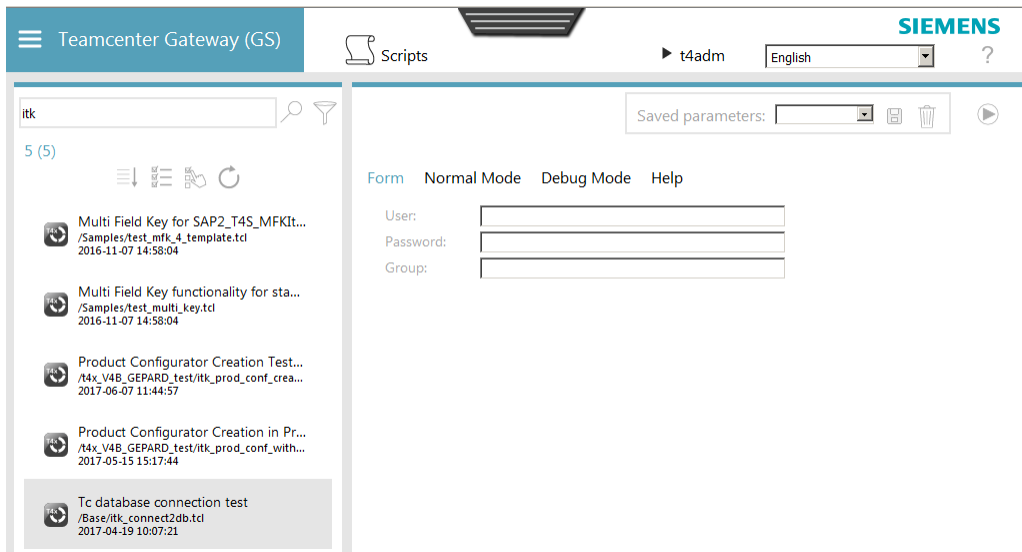 Teamcenter Gateway (GS)
Scripts
SIEMENS
t4adm
English
?
itk
5 (5)
Saved parameters:
Form Normal Mode Debug Mode Help
User:
Password:
Group:
Multi Field Key for SAP2_T4S_MFKIt...
/Samples/test_mfk_4_template.tcl
2016-11-07 14:58:04
Multi Field Key functionality for sta...
/Samples/test_multi_key.tcl
2016-11-07 14:58:04
Product Configurator Creation Test...
/t4x_V4B_GEPARD_test/itk_prod_conf_crea...
2017-06-07 11:44:57
Product Configurator Creation in Pr...
/t4x_V4B_GEPARD_test/itk_prod_conf_with...
2017-05-15 15:17:44
Tc database connection test
/Base/itk_connect2db.tcl
2017-04-19 10:07:21